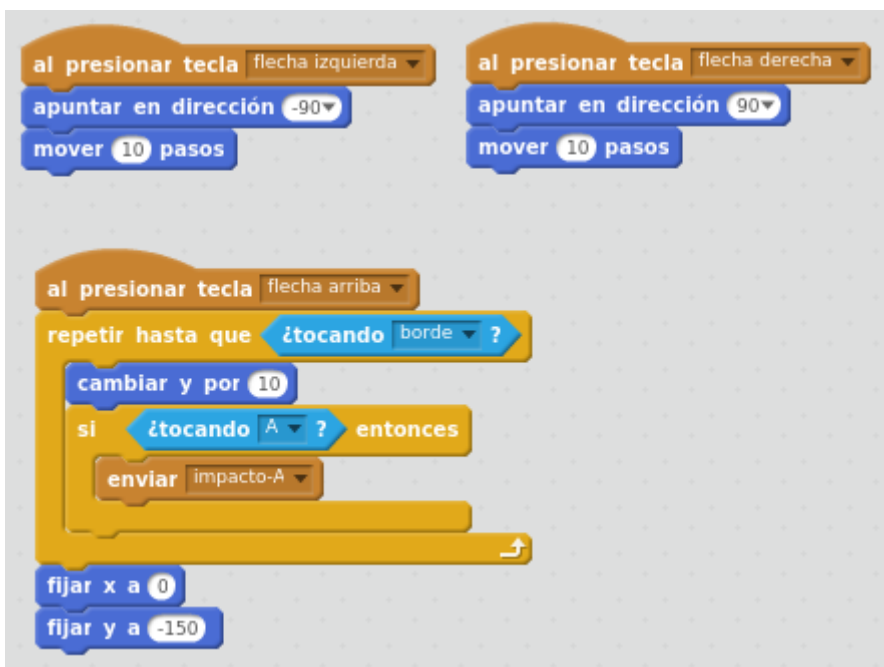 al presionar tecla flecha izquierda
apuntar en dirección -90
mover 10 pasos
al presionar tecla flecha derecha
apuntar en dirección 90
mover 10 pasos
al presionar tecla flecha arriba
repetir hasta que ¿tocando borde ?
cambiar y por 10
si ¿tocando A ? entonces
enviar impacto-A
fijar x a 0
fijar y a -150